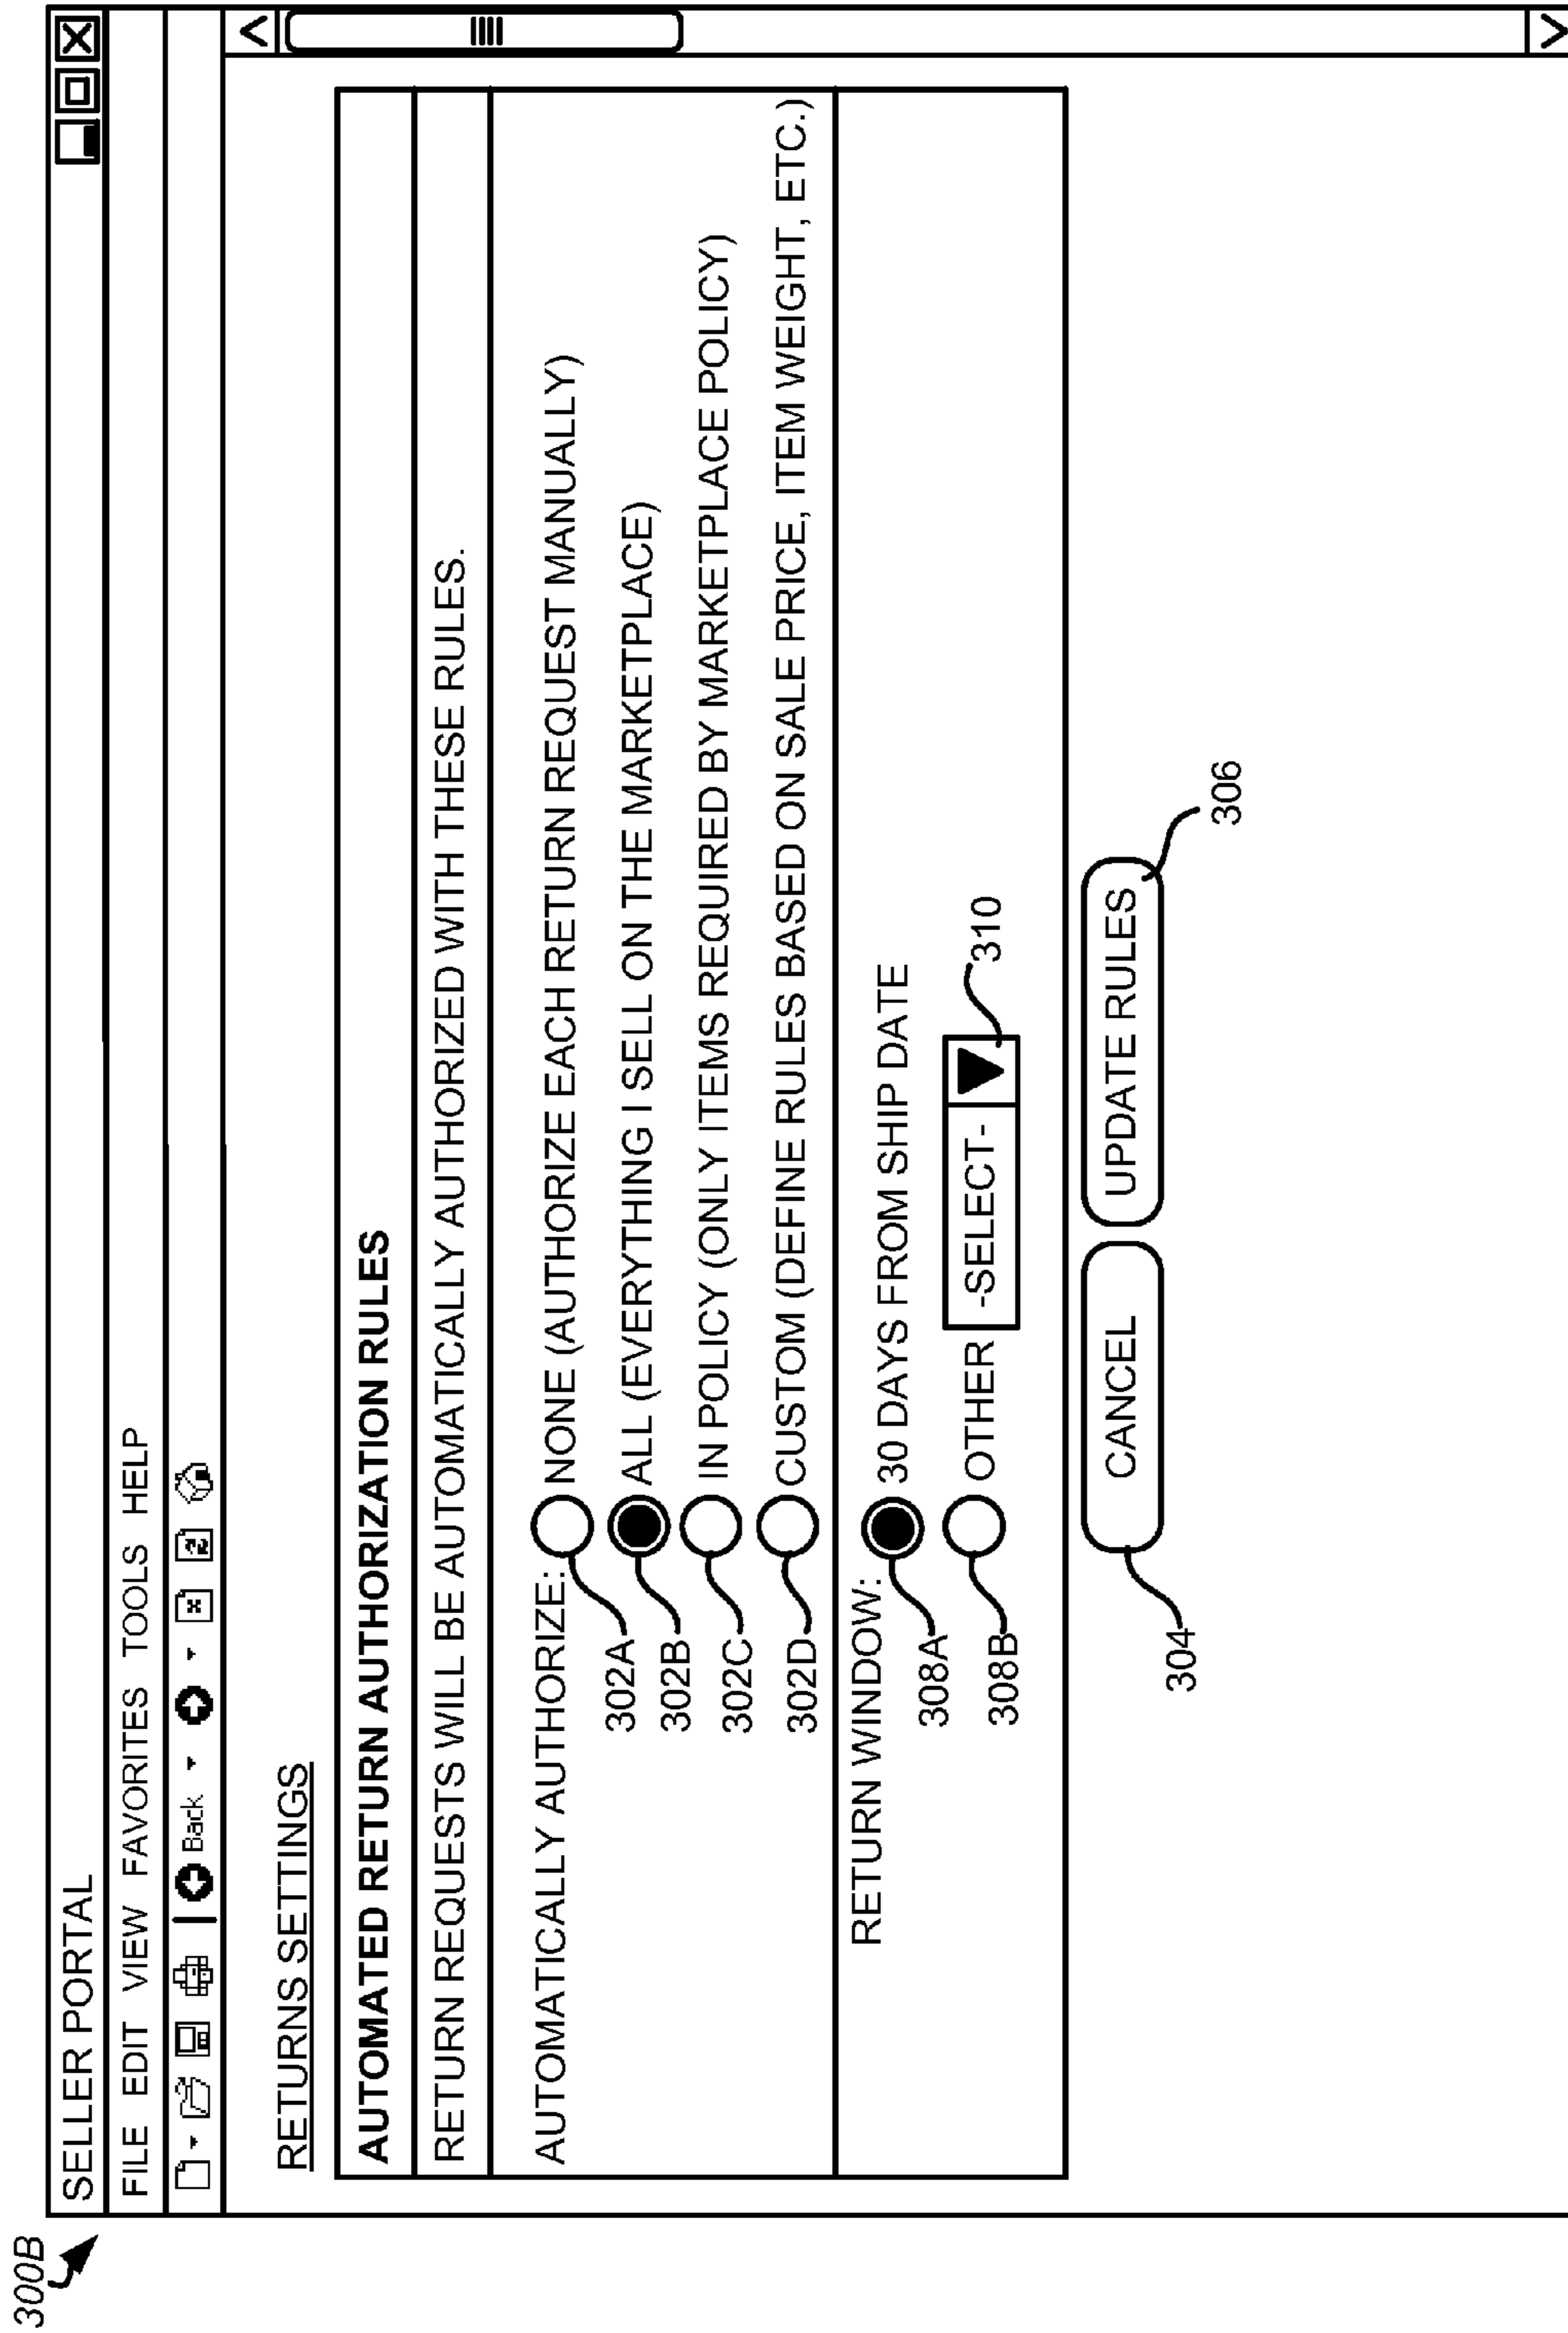 300B
SELLER PORTAL
FILE EDIT VIEW FAVORITES TOOLS HELP
Back
RETURNS SETTINGS
AUTOMATED RETURN AUTHORIZATION RULES
RETURN REQUESTS WILL BE AUTOMATICALLY AUTHORIZED WITH THESE RULES.
AUTOMATICALLY AUTHORIZE: NONE (AUTHORIZE EACH RETURN REQUEST MANUALLY)
302A
ALL (EVERYTHING I SELL ON THE MARKETPLACE)
302B
IN POLICY (ONLY ITEMS REQUIRED BY MARKETPLACE POLICY)
302C
CUSTOM (DEFINE RULES BASED ON SALE PRICE, ITEM WEIGHT, ETC.)
302D
RETURN WINDOW: 30 DAYS FROM SHIP DATE
308A
OTHER -SELECT- 310
308B
CANCEL UPDATE RULES
304 306